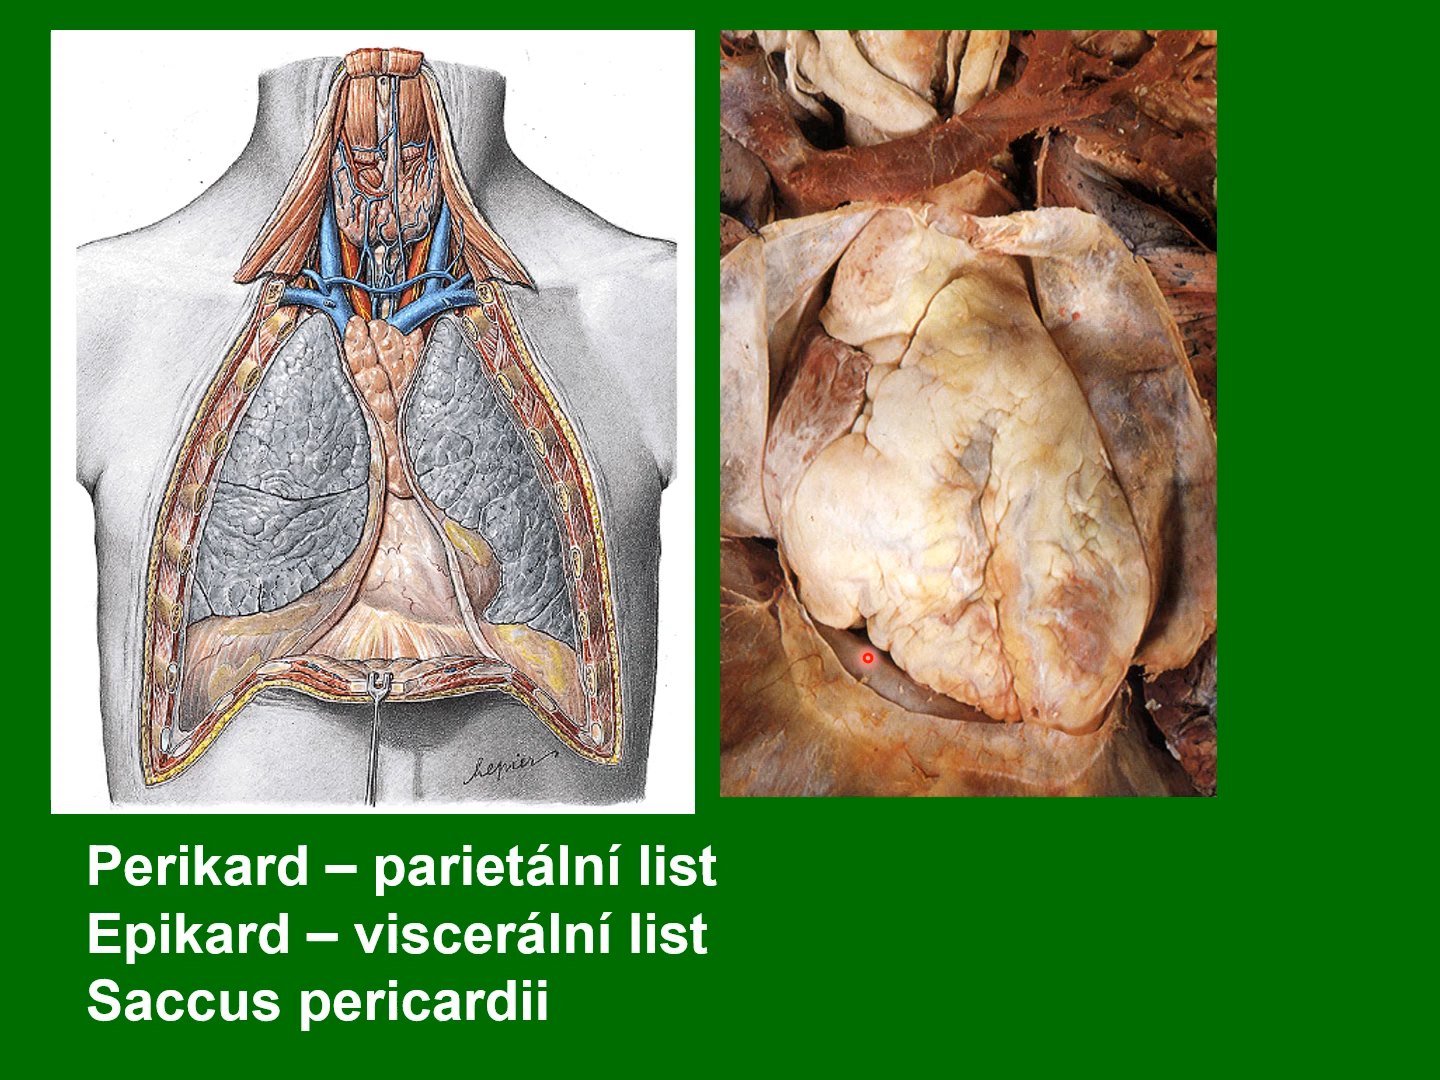 Perikard – parietální list
Epikard – viscerální list
Saccus pericardii